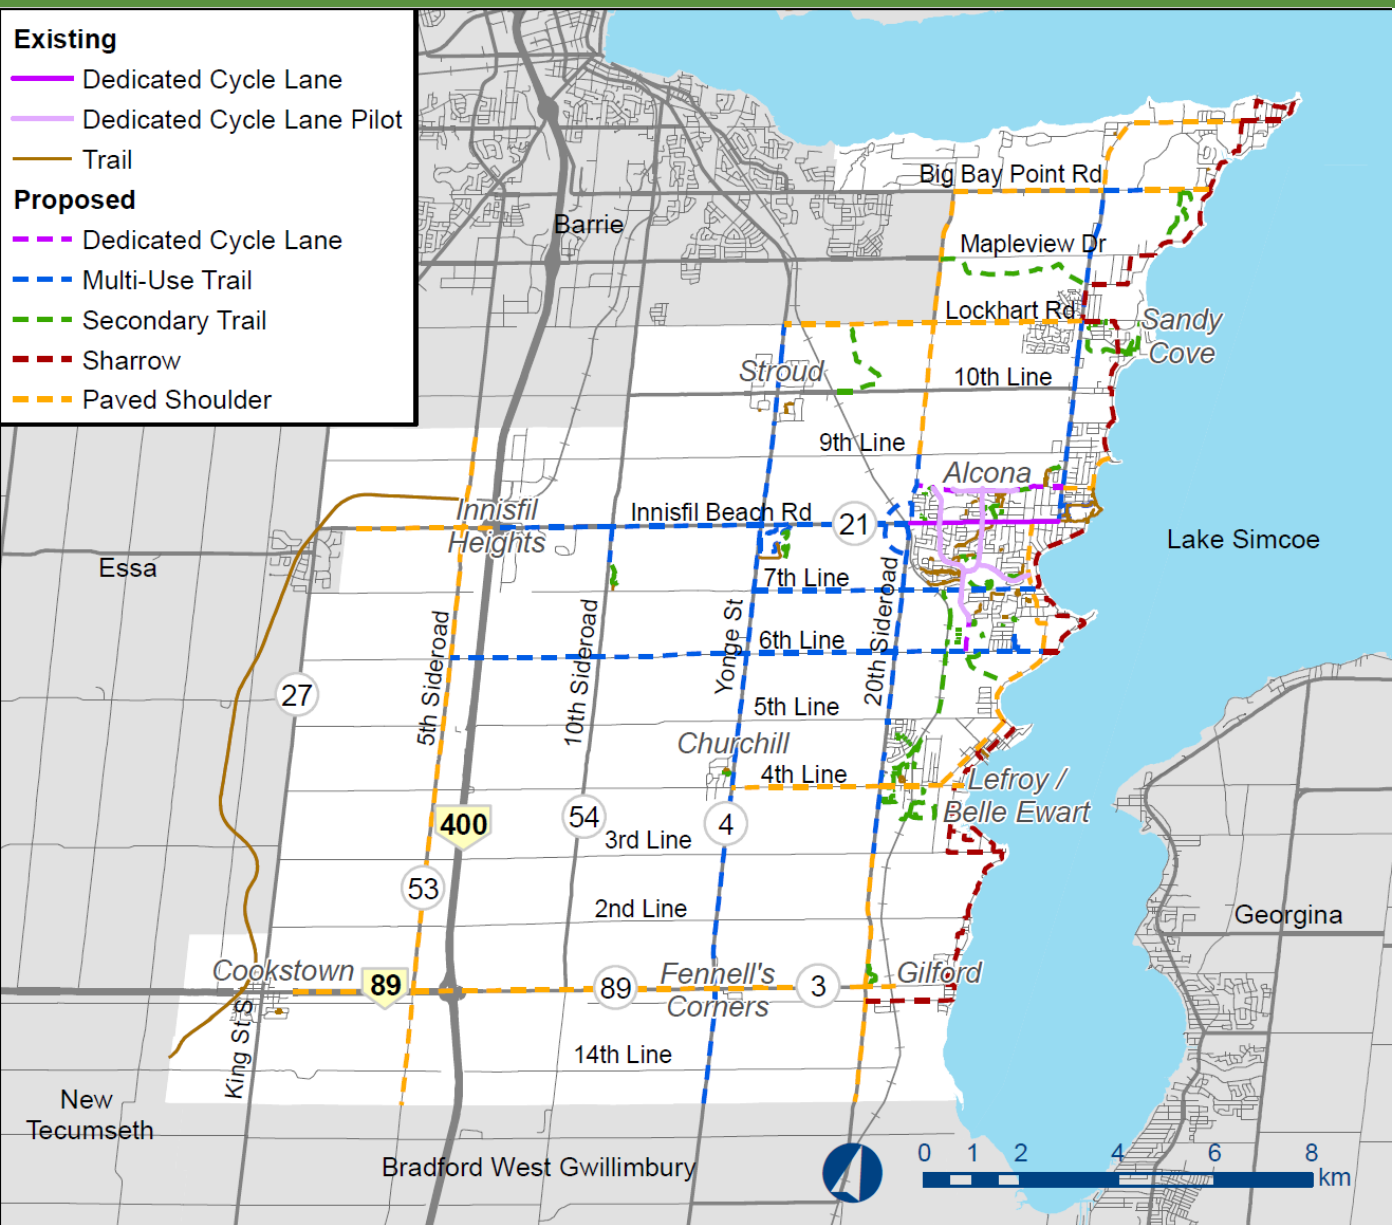 Existing
Dedicated Cycle Lane
Dedicated Cycle Lane Pilot
Trail
Proposed
Dedicated Cycle Lane
Multi-Use Trail
Secondary Trail
Sharrow
Paved Shoulder
Big Bay Point Rd
Barrie
Mapleview Dr
Lockhart Rd
Sandy
Cove
Stroud
10th Line
9th Line
Alcona
Innisfil
Heights
Innisfil Beach Rd
21
Lake Simcoe
Essa
7th Line
5th Sideroad
10th Sideroad
Yonge St
20th Sideroad
6th Line
27
5th Line
Churchill
4th Line
Lefroy /
Belle Ewart
400
54
4
3rd Line
53
2nd Line
Georgina
Cookstown
89
89
Fennell's
Corners
3
Gilford
King St S
14th Line
New
Tecumseth
Bradford West Gwillimbury
0 1 2 4 6 8
km